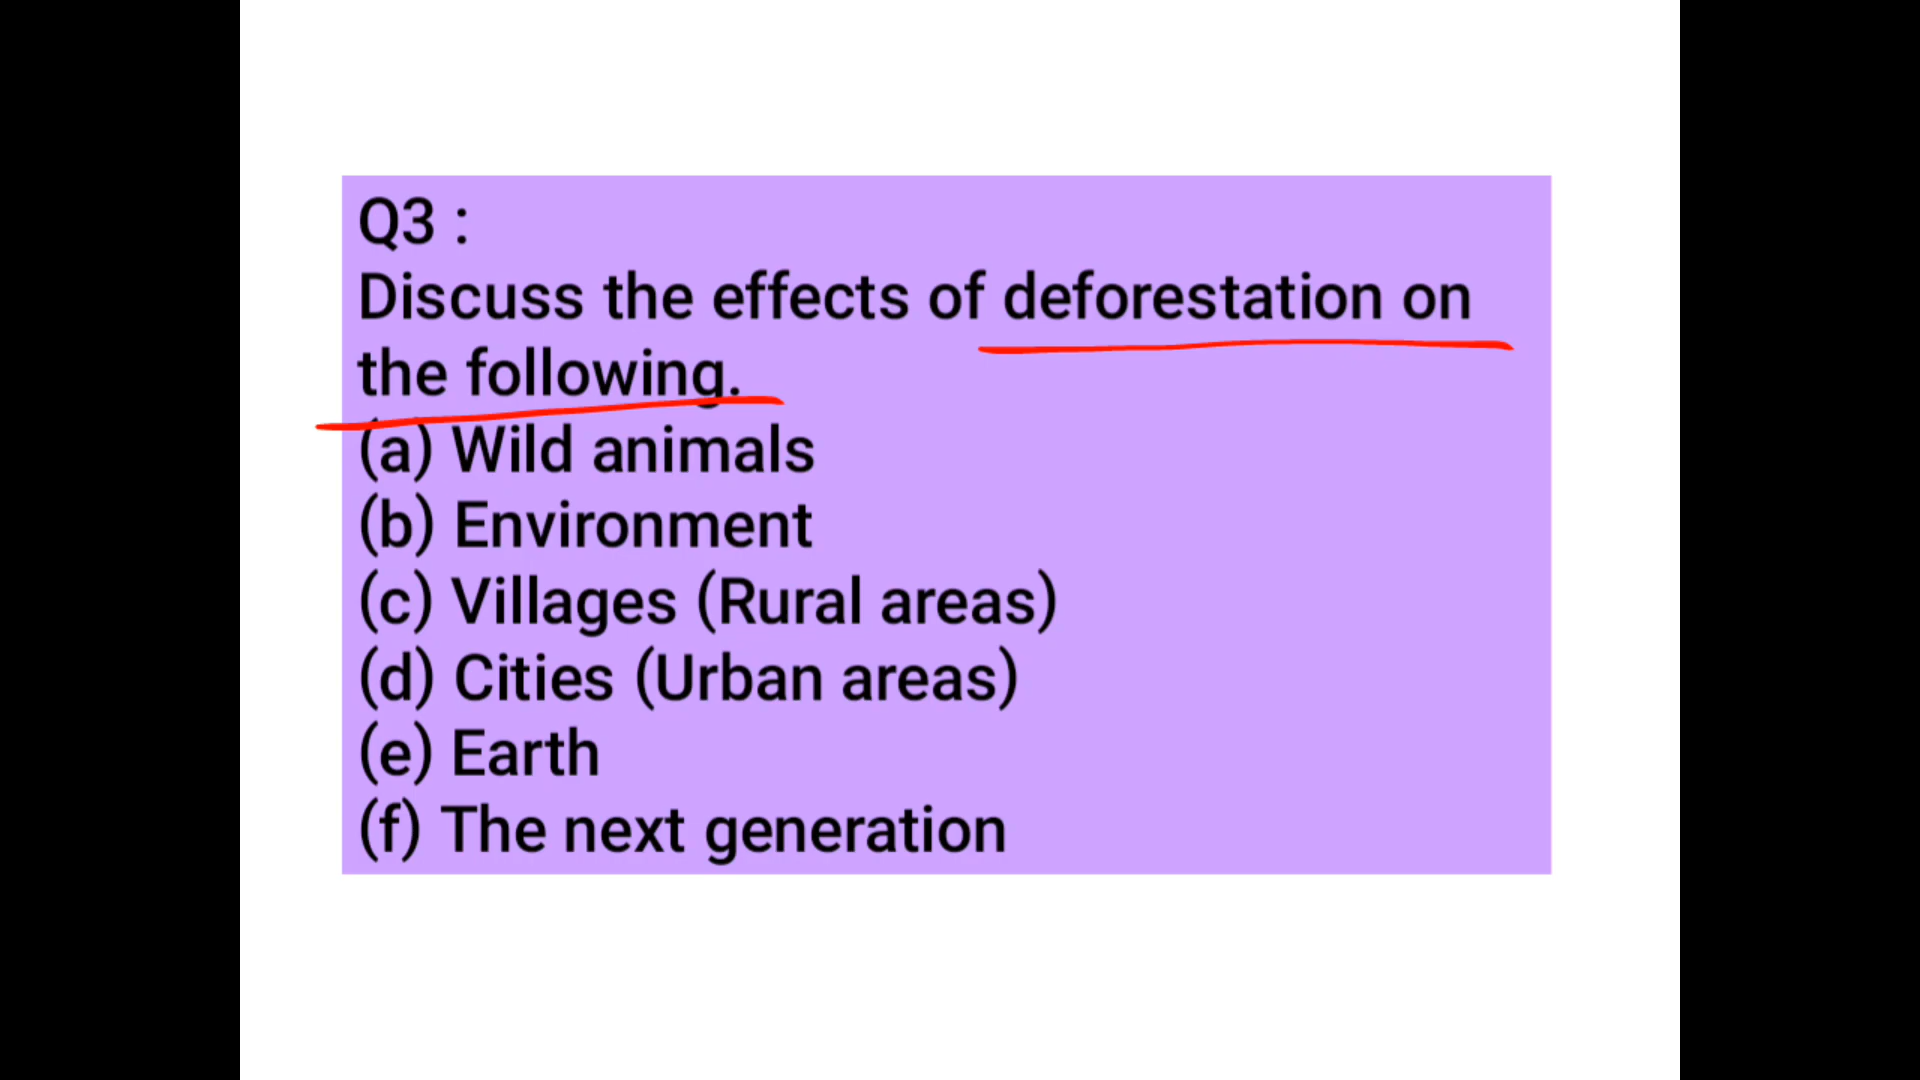 Q3 :
Discuss the effects of deforestation on
the following.
(a) Wild animals
(b) Environment
(c) Villages (Rural areas)
(d) Cities (Urban areas)
(e) Earth
(f) The next generation